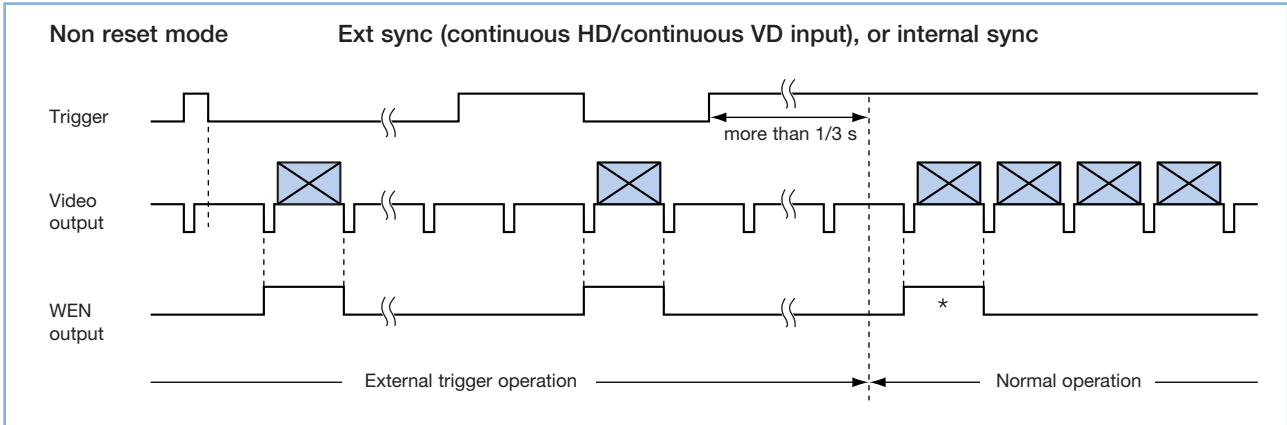 Non reset mode
Ext sync (continuous HD/continuous VD input), or internal sync
Trigger
more than 1/3 s
Video
output
WEN
output
*
External trigger operation
Normal operation